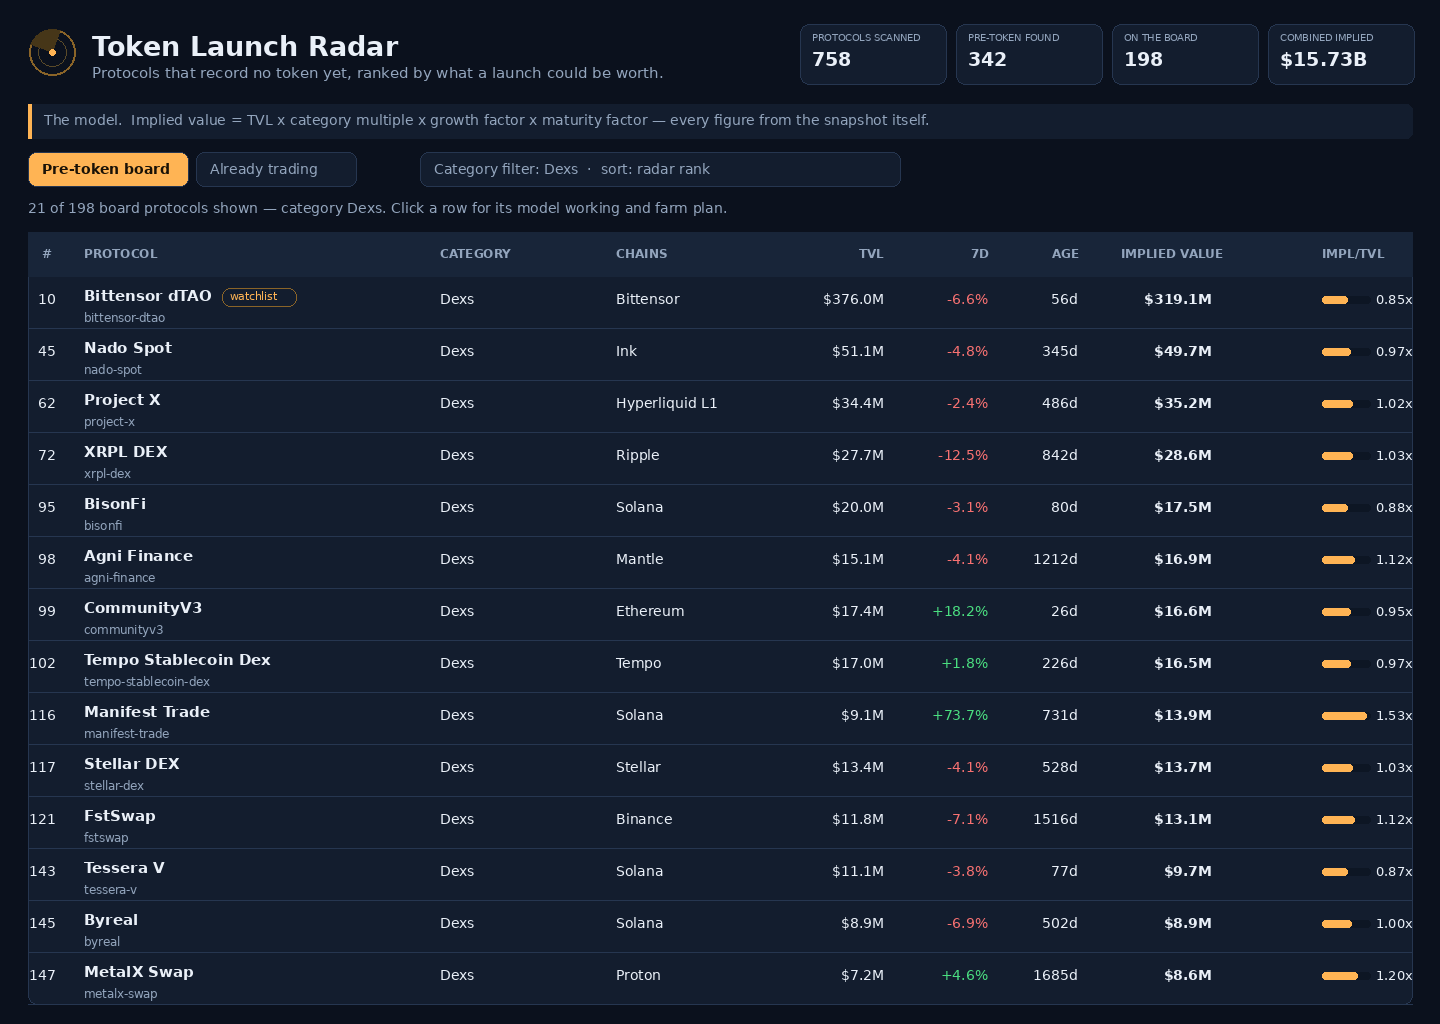 Token Launch Radar
Protocols that record no token yet, ranked by what a launch could be worth.
PROTOCOLS SCANNED
758
PRE-TOKEN FOUND
342
ON THE BOARD
198
COMBINED IMPLIED
$15.73B
The model. Implied value = TVL x category multiple x growth factor x maturity factor — every figure from the snapshot itself.
Pre-token board
Already trading
Category filter: Dexs · sort: radar rank
21 of 198 board protocols shown — category Dexs. Click a row for its model working and farm plan.
# PROTOCOL CATEGORY CHAINS TVL 7D AGE IMPLIED VALUE IMPL/TVL
10 Bittensor dTAO watchlist Dexs Bittensor $376.0M -6.6% 56d $319.1M 0.85x
bittensor-dtao
45 Nado Spot Dexs Ink $51.1M -4.8% 345d $49.7M 0.97x
nado-spot
62 Project X Dexs Hyperliquid L1 $34.4M -2.4% 486d $35.2M 1.02x
project-x
72 XRPL DEX Dexs Ripple $27.7M -12.5% 842d $28.6M 1.03x
xrpl-dex
95 BisonFi Dexs Solana $20.0M -3.1% 80d $17.5M 0.88x
bisonfi
98 Agni Finance Dexs Mantle $15.1M -4.1% 1212d $16.9M 1.12x
agni-finance
99 CommunityV3 Dexs Ethereum $17.4M +18.2% 26d $16.6M 0.95x
communityv3
102 Tempo Stablecoin Dex Dexs Tempo $17.0M +1.8% 226d $16.5M 0.97x
tempo-stablecoin-dex
116 Manifest Trade Dexs Solana $9.1M +73.7% 731d $13.9M 1.53x
manifest-trade
117 Stellar DEX Dexs Stellar $13.4M -4.1% 528d $13.7M 1.03x
stellar-dex
121 FstSwap Dexs Binance $11.8M -7.1% 1516d $13.1M 1.12x
fstswap
143 Tessera V Dexs Solana $11.1M -3.8% 77d $9.7M 0.87x
tessera-v
145 Byreal Dexs Solana $8.9M -6.9% 502d $8.9M 1.00x
byreal
147 MetalX Swap Dexs Proton $7.2M +4.6% 1685d $8.6M 1.20x
metalx-swap